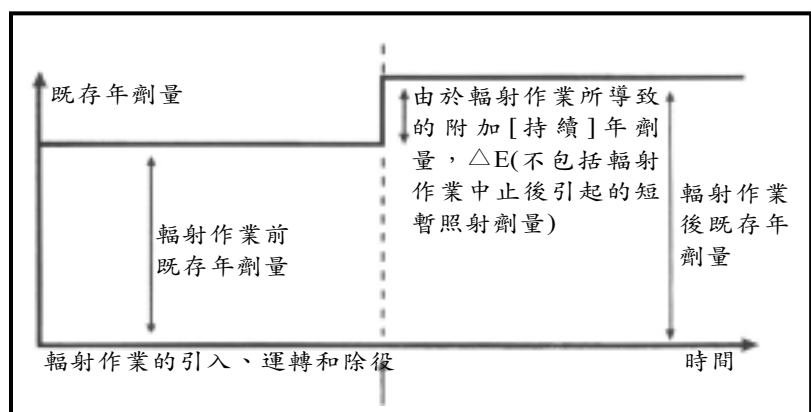 既存年劑量
由於輻射作業所導致
的附加[持續]年劑
量，△E(不包括輻射
作業中止後引起的短
暫照射劑量)
輻射作業前
既存年劑量
輻射作業
後既存年
劑量
輻射作業的引入、運轉和除役
時間